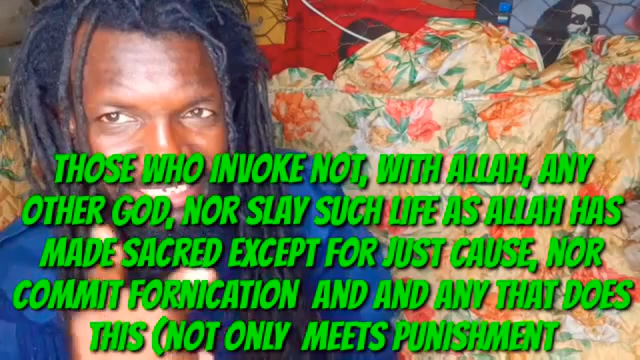 THOSE WHO INVOKE NOT, WITH ALLAH, ANY
OTHER GOD, NOR SLAY SUCH LIFE AS ALLAH HAS
MADE SACRED EXCEPT FOR JUST CAUSE, NOR
COMMIT FORNICATION AND AND ANY THAT DOES
THIS (NOT ONLY MEETS PUNISHMENT